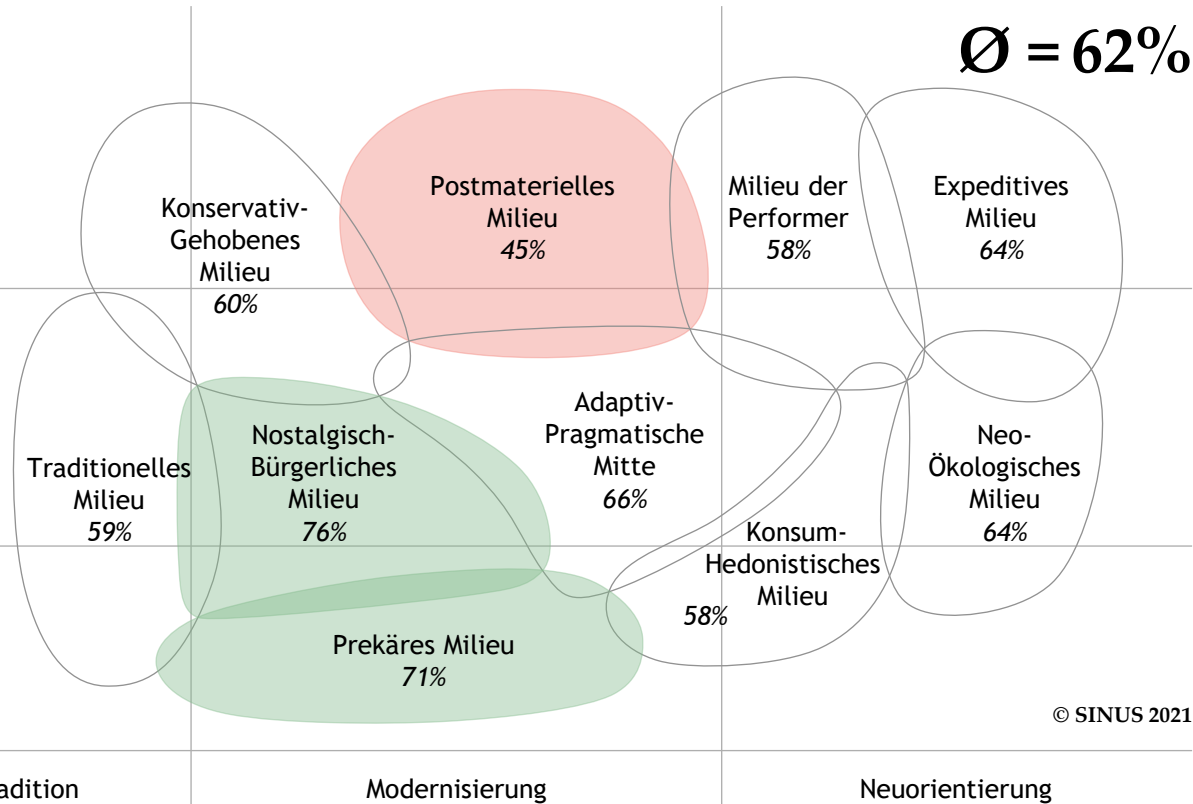 Ø = 62%
Konservativ-
Gehobenes
Milieu
60%
Postmaterielles
Milieu
45%
Milieu der
Performer
58%
Expeditives
Milieu
64%
Traditionelles
Milieu
59%
Nostalgisch-
Bürgerliches
Milieu
76%
Adaptiv-
Pragmatische
Mitte
66%
Konsum-
Hedonistisches
Milieu
58%
Neo-
Ökologisches
Milieu
64%
Prekäres Milieu
71%
© SINUS 2021
adition
Modernisierung
Neuorientierung